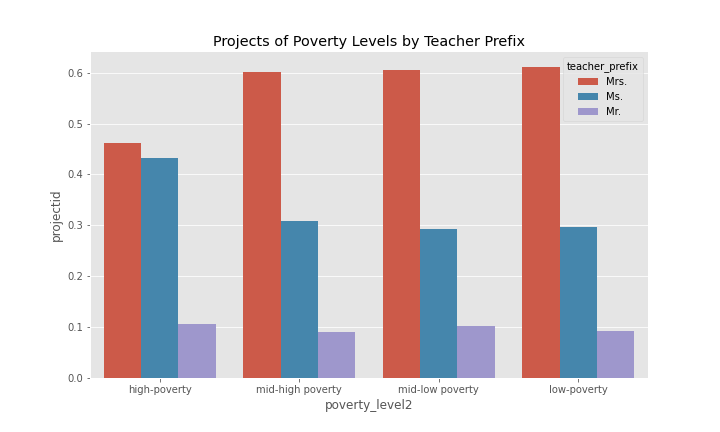 Projects of Poverty Levels by Teacher Prefix
teacher_prefix
Mrs.
Ms.
Mr.
projectid
0.6
0.5
0.4
0.3
0.2
0.1
0.0
high-poverty
mid-high poverty
mid-low poverty
low-poverty
poverty_level2